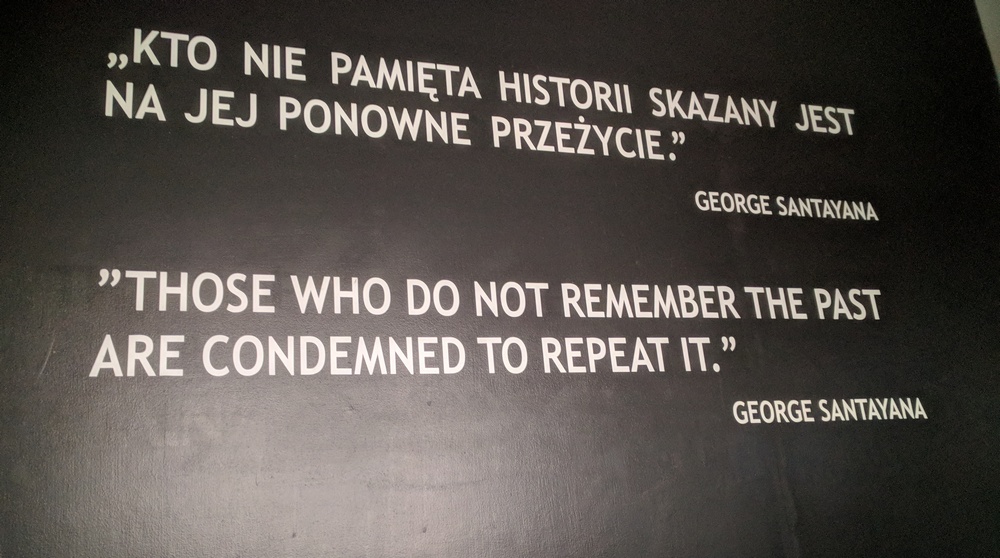 „KTO NIE PAMIĘTA HISTORII SKAZANY JEST
NA JEJ PONOWNE PRZEŻYCIE.”
GEORGE SANTAYANA
”THOSE WHO DO NOT REMEMBER THE PAST
ARE CONDEMNED TO REPEAT IT.”
GEORGE SANTAYANA